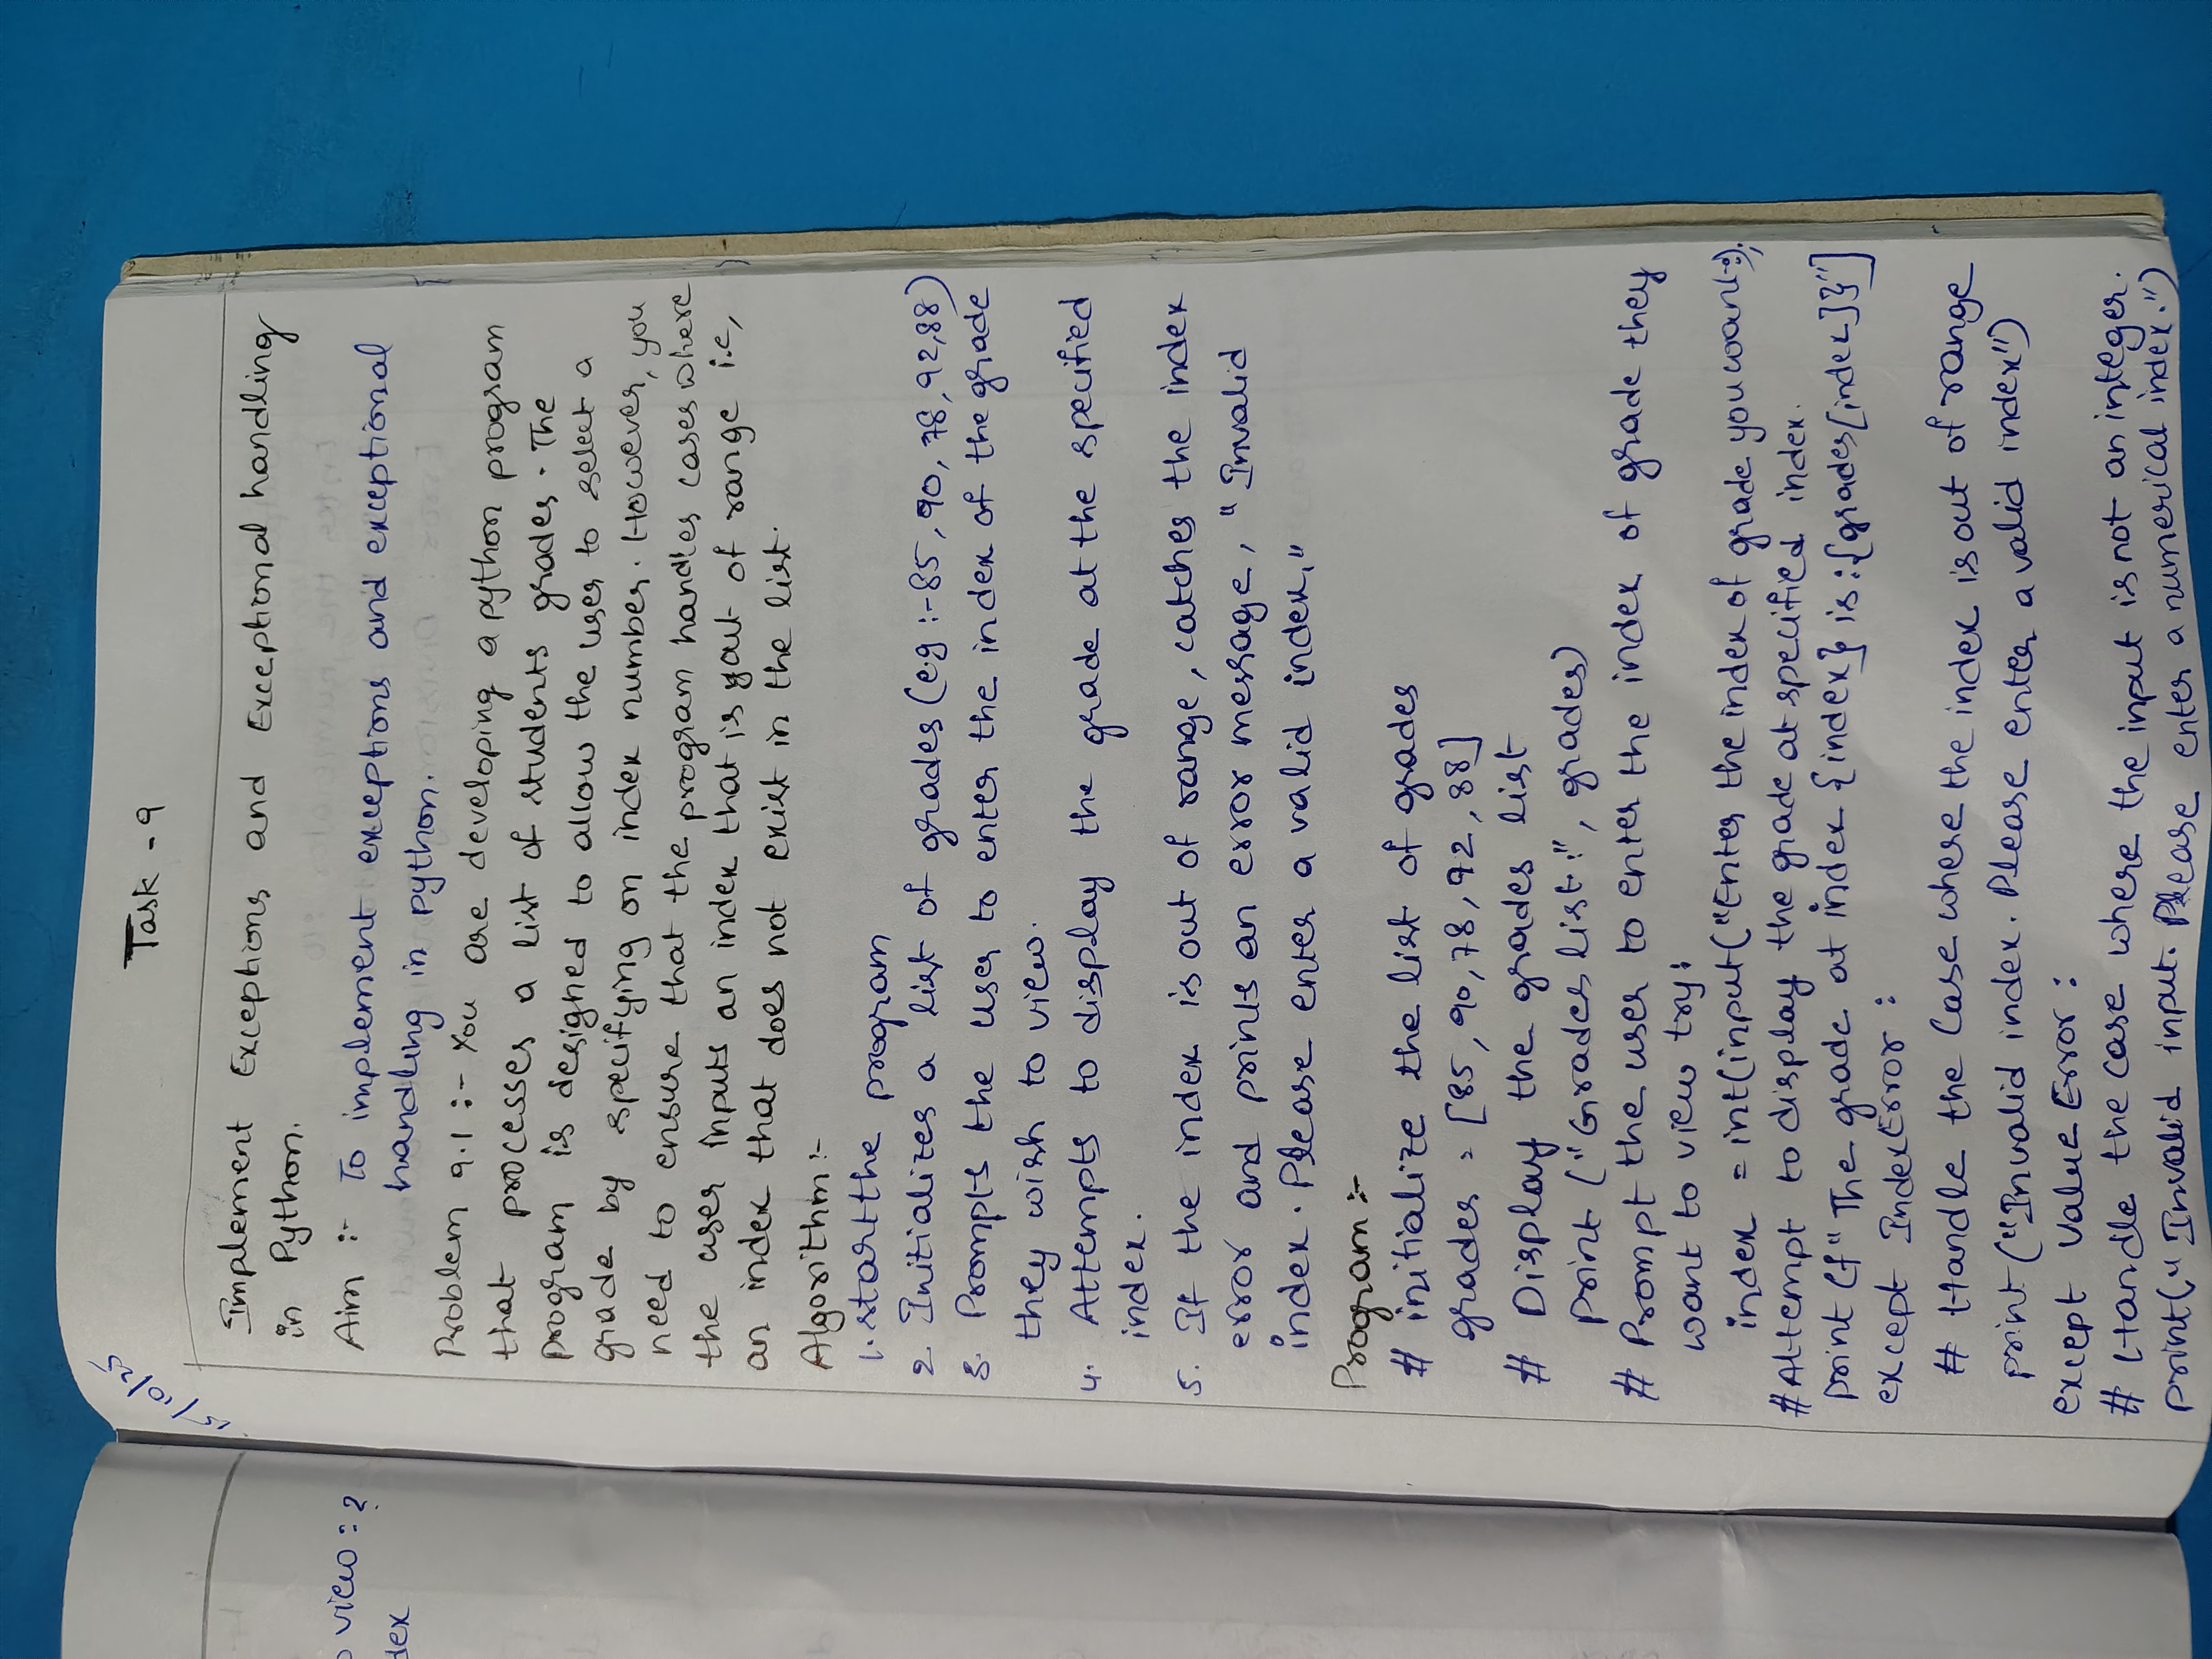 o view : 2
dex
15/10/25
Task - 9
Implement Exceptions and Exceptional handling
in Python.
Aim :- To implement exceptions and exceptional
handling in python.
Problem 9.1 :- You are developing a python program
that processes a list of students grades. The
program is designed to allow the user to select a
grade by specifying on index number. However, you
need to ensure that the program handles cases where
the user inputs an index that is out of range i.e,
an index that does not exist in the list.
Algorithm :-
1. start the program
2. Initializes a list of grades (e.g :- 85, 90, 78, 92, 88)
3. Prompts the user to enter the index of the grade
they wish to view.
4. Attempts to display the grade at the specified
index.
5. If the index is out of range, catches the index
error and prints an error message, "Invalid
index. Please enter a valid index."
Program :-
# initialize the list of grades
grades = [85, 90, 78, 92, 88]
# Display the grades list
print ("Grades list:", grades)
# Prompt the user to enter the index of grade they
want to view try:
index = int(input("Enter the index of grade you want:"
#Attempt to display the grade at specified index.
print (f" The grade at index {index} is: {grades[index]}"]
except IndexError :
# Handle the Case where the index is out of range
print ("Invalid index. Please enter a valid index")
except Value Error :
# Handle the case where the input is not an integer.
print(" Invalid input. Please enter a numerical index.")